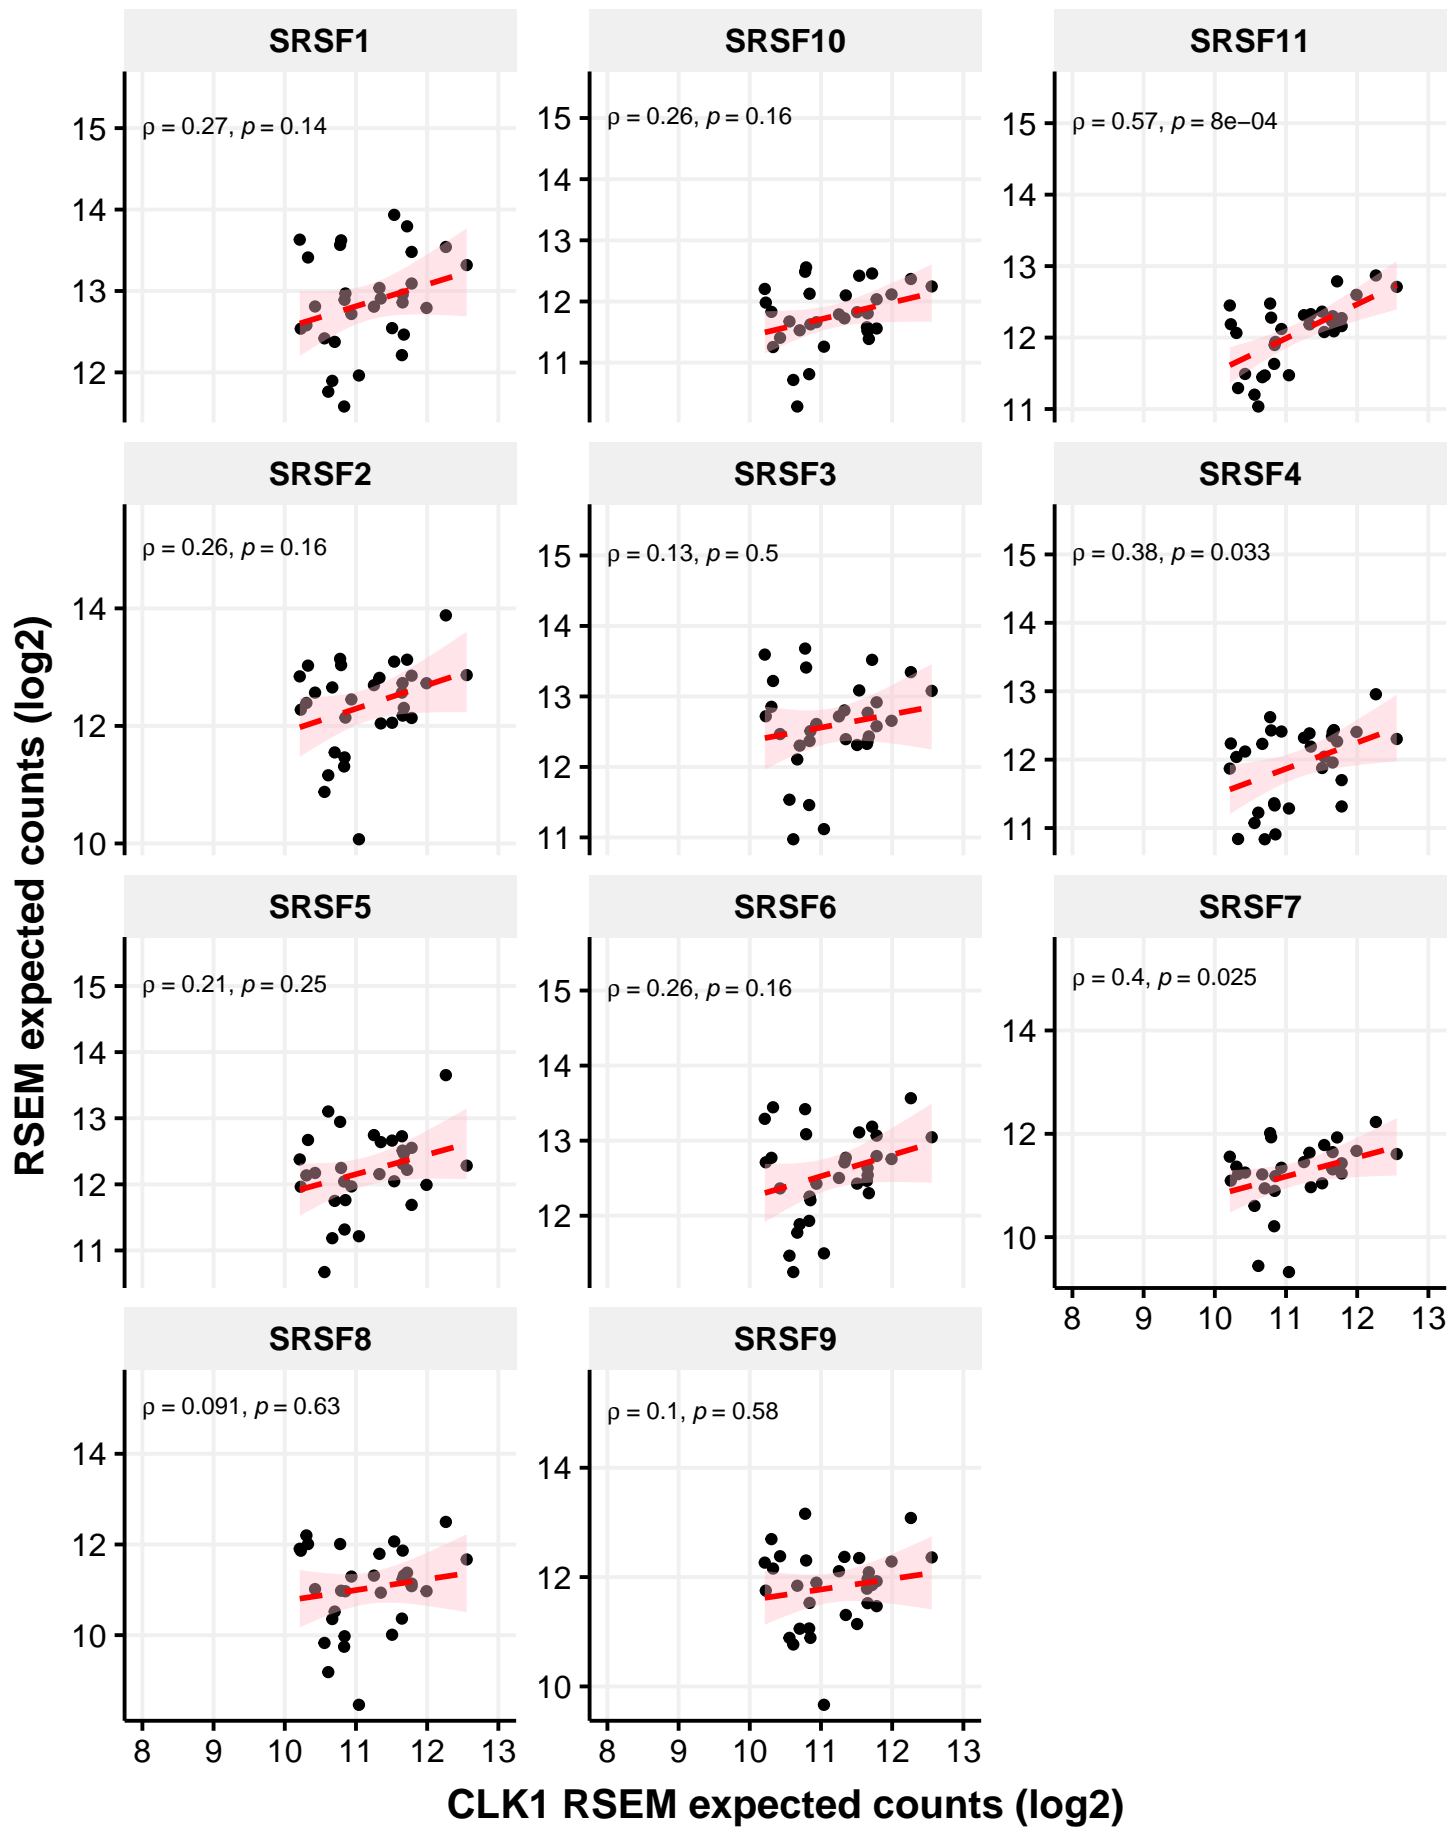 SRSF1
SRSF10
SRSF11
ρ = 0.27, p = 0.14
ρ = 0.26, p = 0.16
ρ = 0.57, p = 8e−04
15
14
13
12
15
14
13
12
11
15
14
13
12
11
SRSF2
SRSF3
SRSF4
ρ = 0.26, p = 0.16
ρ = 0.13, p = 0.5
ρ = 0.38, p = 0.033
14
12
10
15
14
13
12
11
15
14
13
12
11
SRSF5
SRSF6
SRSF7
ρ = 0.21, p = 0.25
ρ = 0.26, p = 0.16
ρ = 0.4, p = 0.025
15
14
13
12
11
15
14
13
12
14
12
10
8 9 10 11 12 13
SRSF8
SRSF9
ρ = 0.091, p = 0.63
ρ = 0.1, p = 0.58
14
12
10
14
12
10
8 9 10 11 12 13
8 9 10 11 12 13
RSEM expected counts (log2)
CLK1 RSEM expected counts (log2)